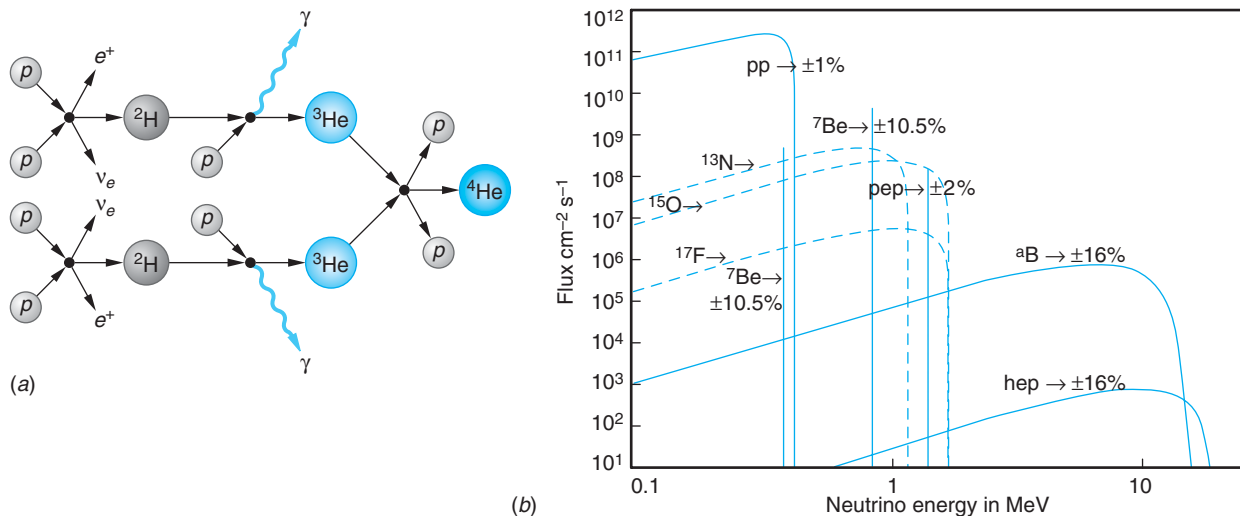 γ
p
e⁺
²H
³He
p
p
p
νₑ
νₑ
⁴He
p
p
²H
³He
p
p
e⁺
γ
(a)
10¹²
10¹¹
10¹⁰
10⁹
10⁸
10⁷
10⁶
10⁵
10⁴
10³
10²
10¹
Flux cm⁻² s⁻¹
pp → ±1%
⁷Be→ ±10.5%
¹³N→
pep→ ±2%
¹⁵O→
¹⁷F→
⁷Be→
±10.5%
ᵃB → ±16%
hep → ±16%
0.1
1
10
Neutrino energy in MeV
(b)